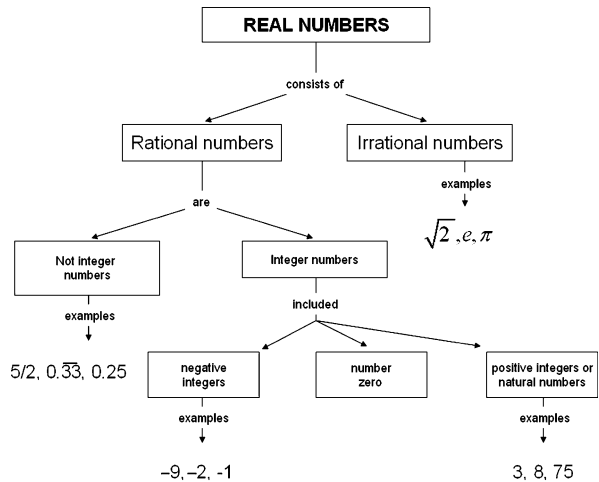 REAL NUMBERS
consists of
Rational numbers
Irrational numbers
examples
√2 , e, π
are
Not integer
numbers
Integer numbers
examples
included
5/2, 0.3̅3̅, 0.25
negative
integers
number
zero
positive integers or
natural numbers
examples
examples
–9, –2, -1
3, 8, 75